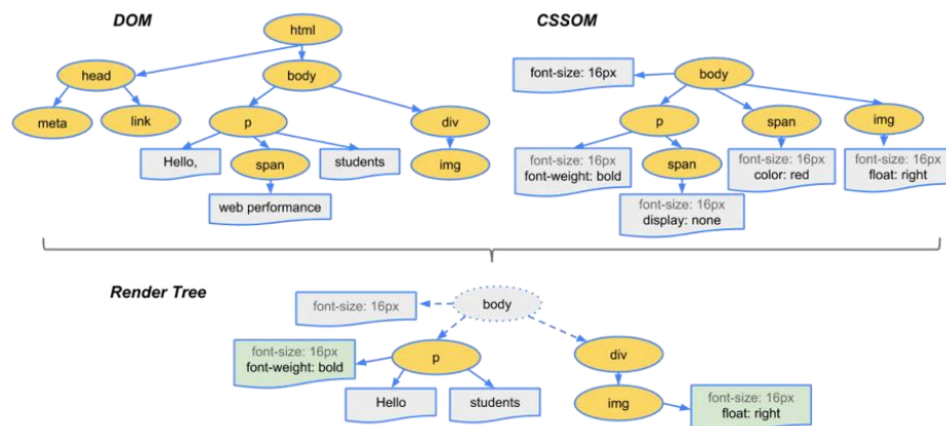 DOM
html
head
body
meta
link
p
div
Hello,
span
students
img
web performance
CSSOM
font-size: 16px
body
p
span
img
font-size: 16px
font-weight: bold
span
font-size: 16px
color: red
font-size: 16px
float: right
font-size: 16px
display: none
Render Tree
font-size: 16px
body
font-size: 16px
font-weight: bold
p
div
Hello
students
img
font-size: 16px
float: right